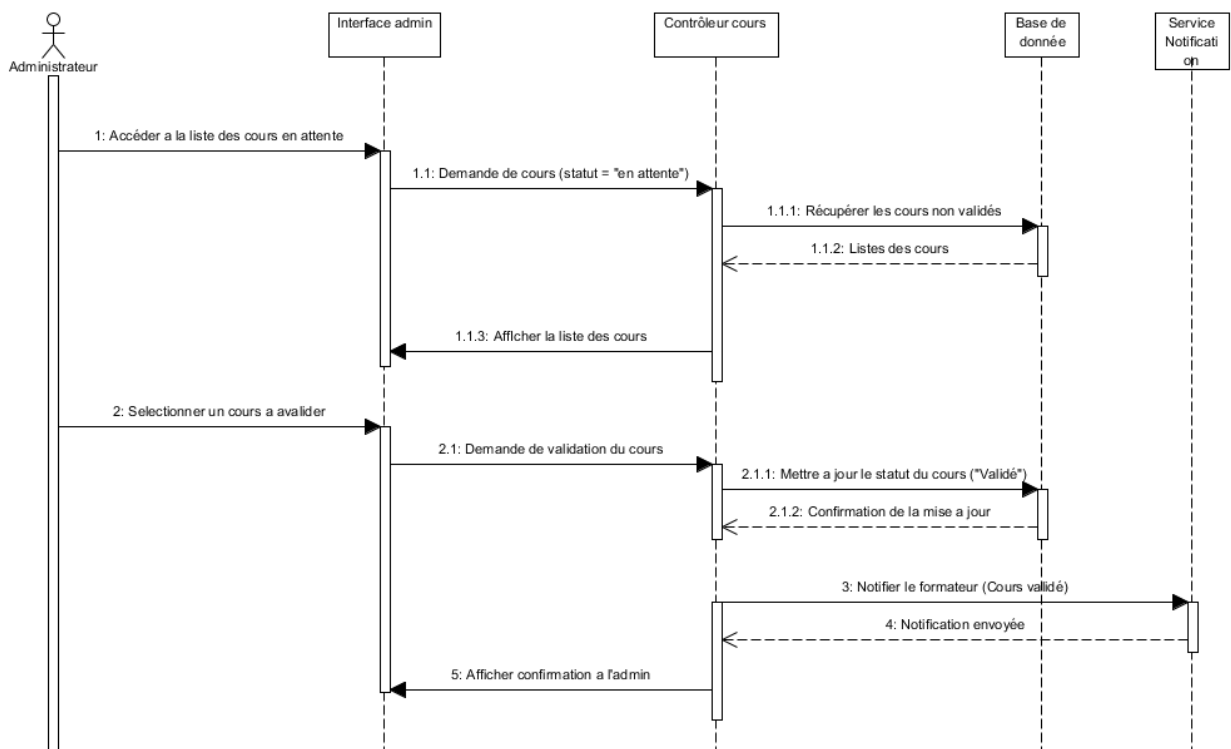 Interface admin
Contrôleur cours
Base de
donnée
Service
Notificati
on
Administrateur
1: Accéder a la liste des cours en attente
1.1: Demande de cours (statut = "en attente")
1.1.1: Récupérer les cours non validés
1.1.2: Listes des cours
1.1.3: AffIcher la liste des cours
2: Selectionner un cours a avalider
2.1: Demande de validation du cours
2.1.1: Mettre a jour le statut du cours ("Validé")
2.1.2: Confirmation de la mise a jour
3: Notifier le formateur (Cours validé)
4: Notification envoyée
5: Afficher confirmation a l'admin